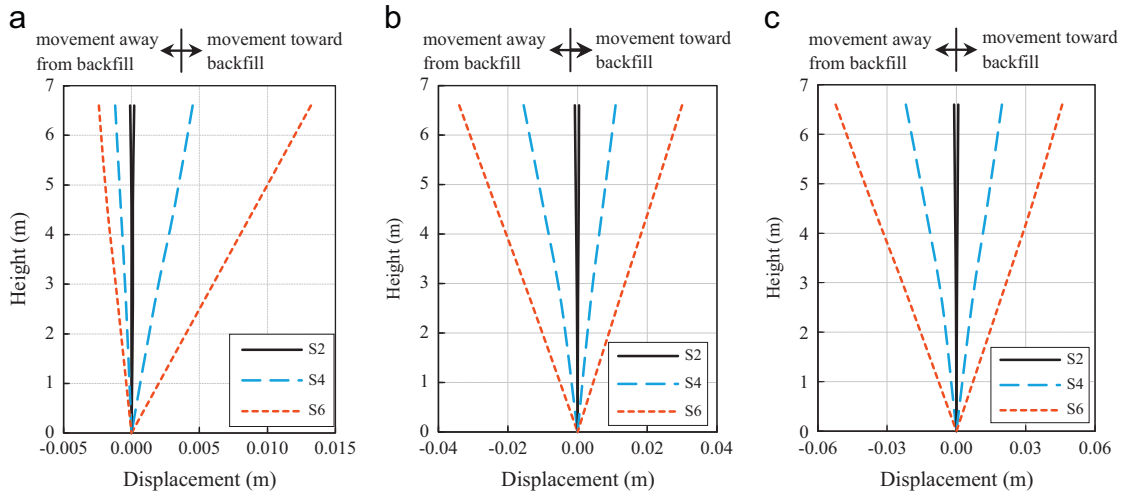 a
movement away
from backfill
movement toward
backfill
7
6
5
4
3
2
1
0
Height (m)
S2
S4
S6
-0.005
0.000
0.005
0.010
0.015
Displacement (m)
b
movement away
from backfill
movement toward
backfill
7
6
5
4
3
2
1
0
Height (m)
S2
S4
S6
-0.04
-0.02
0.00
0.02
0.04
Displacement (m)
c
movement away
from backfill
movement toward
backfill
7
6
5
4
3
2
1
0
Height (m)
S2
S4
S6
-0.06
-0.03
0.00
0.03
0.06
Displacement (m)